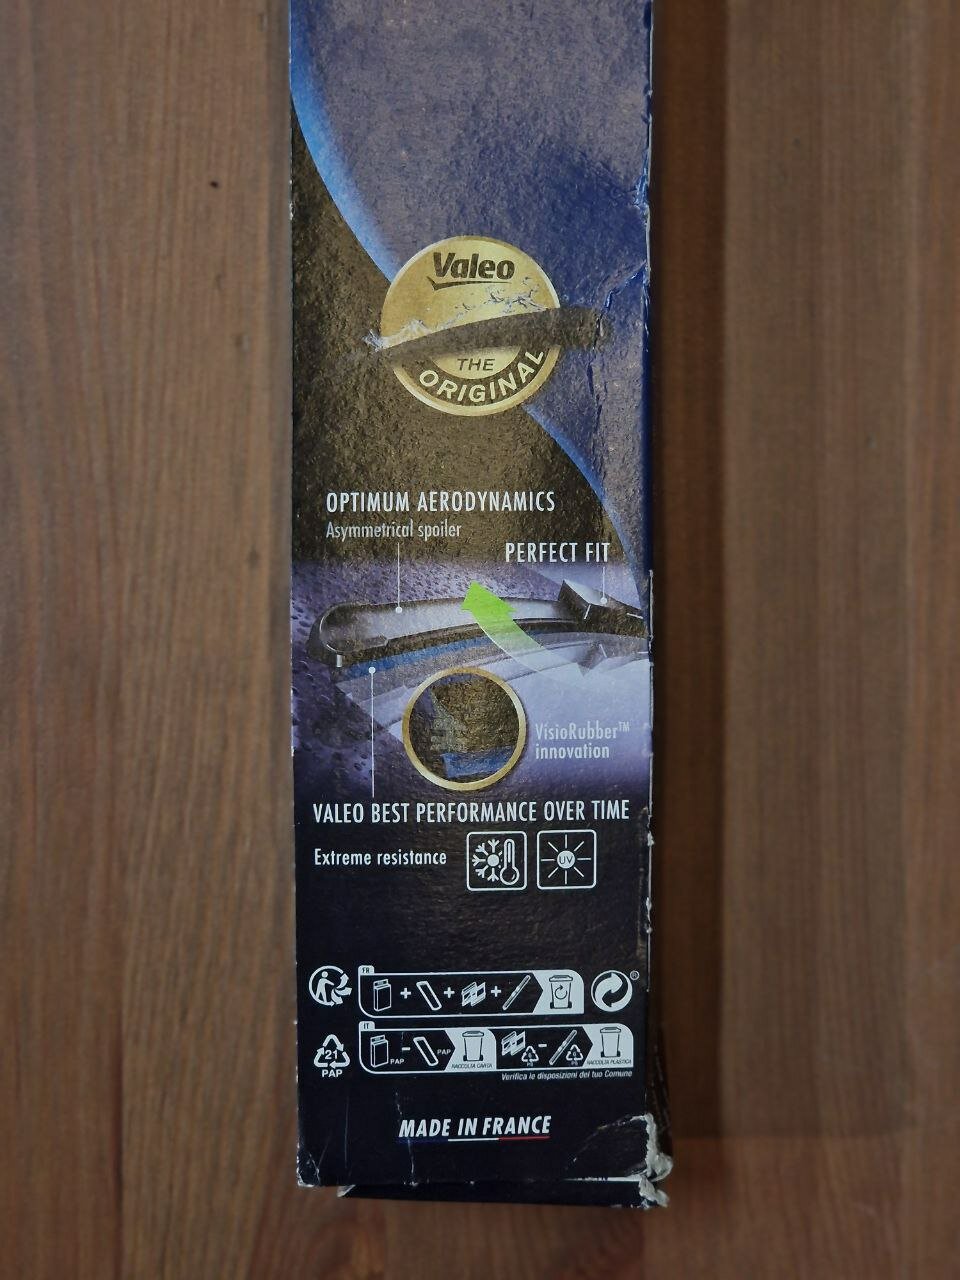 Valeo
THE
ORIGINAL
OPTIMUM AERODYNAMICS
Asymmetrical spoiler
PERFECT FIT
VisioRubber™
innovation
VALEO BEST PERFORMANCE OVER TIME
Extreme resistance
UV
FR
®
IT
21
PAP
PAP
PAP
RACCOLTA CARTA
RACCOLTA PLASTICA
Verifica le disposizioni del tuo Comune
MADE IN FRANCE